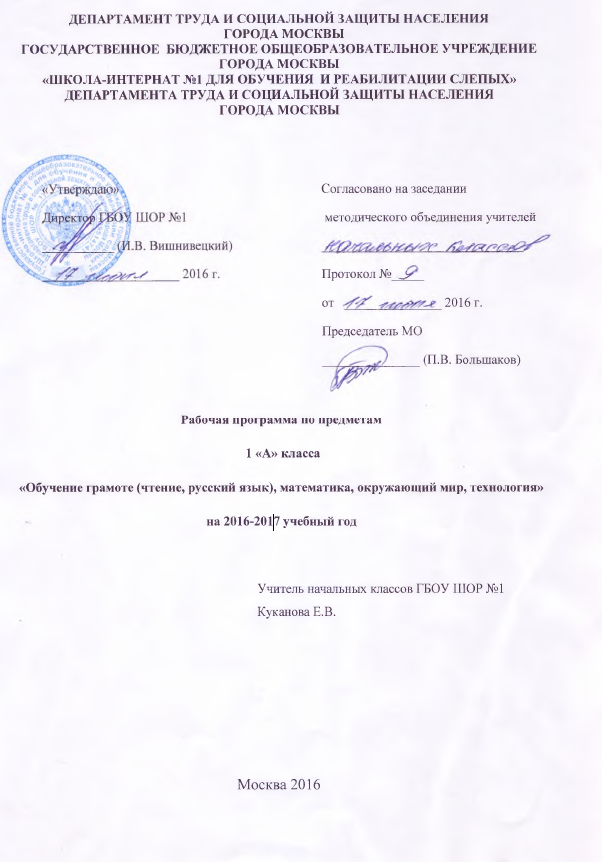 ДЕПАРТАМЕНТ ТРУДА И СОЦИАЛЬНОЙ ЗАЩИТЫ НАСЕЛЕНИЯ
ГОРОДА МОСКВЫ
ГОСУДАРСТВЕННОЕ БЮДЖЕТНОЕ ОБЩЕОБРАЗОВАТЕЛЬНОЕ УЧРЕЖДЕНИЕ
ГОРОДА МОСКВЫ
«ШКОЛА-ИНТЕРНАТ №1 ДЛЯ ОБУЧЕНИЯ И РЕАБИЛИТАЦИИ СЛЕПЫХ»
ДЕПАРТАМЕНТА ТРУДА И СОЦИАЛЬНОЙ ЗАЩИТЫ НАСЕЛЕНИЯ
ГОРОДА МОСКВЫ
«Утверждаю»
Директор ГБОУ ШОР №1
(И.В. Вишнивецкий)
17 июня 2016 г.
Согласовано на заседании
методического объединения учителей
начальных классов
Протокол № 9
от 17 июня 2016 г.
Председатель МО
(П.В. Большаков)
Рабочая программа по предметам
1 «А» класса
«Обучение грамоте (чтение, русский язык), математика, окружающий мир, технология»
на 2016-2017 учебный год
Учитель начальных классов ГБОУ ШОР №1
Куканова Е.В.
Москва 2016